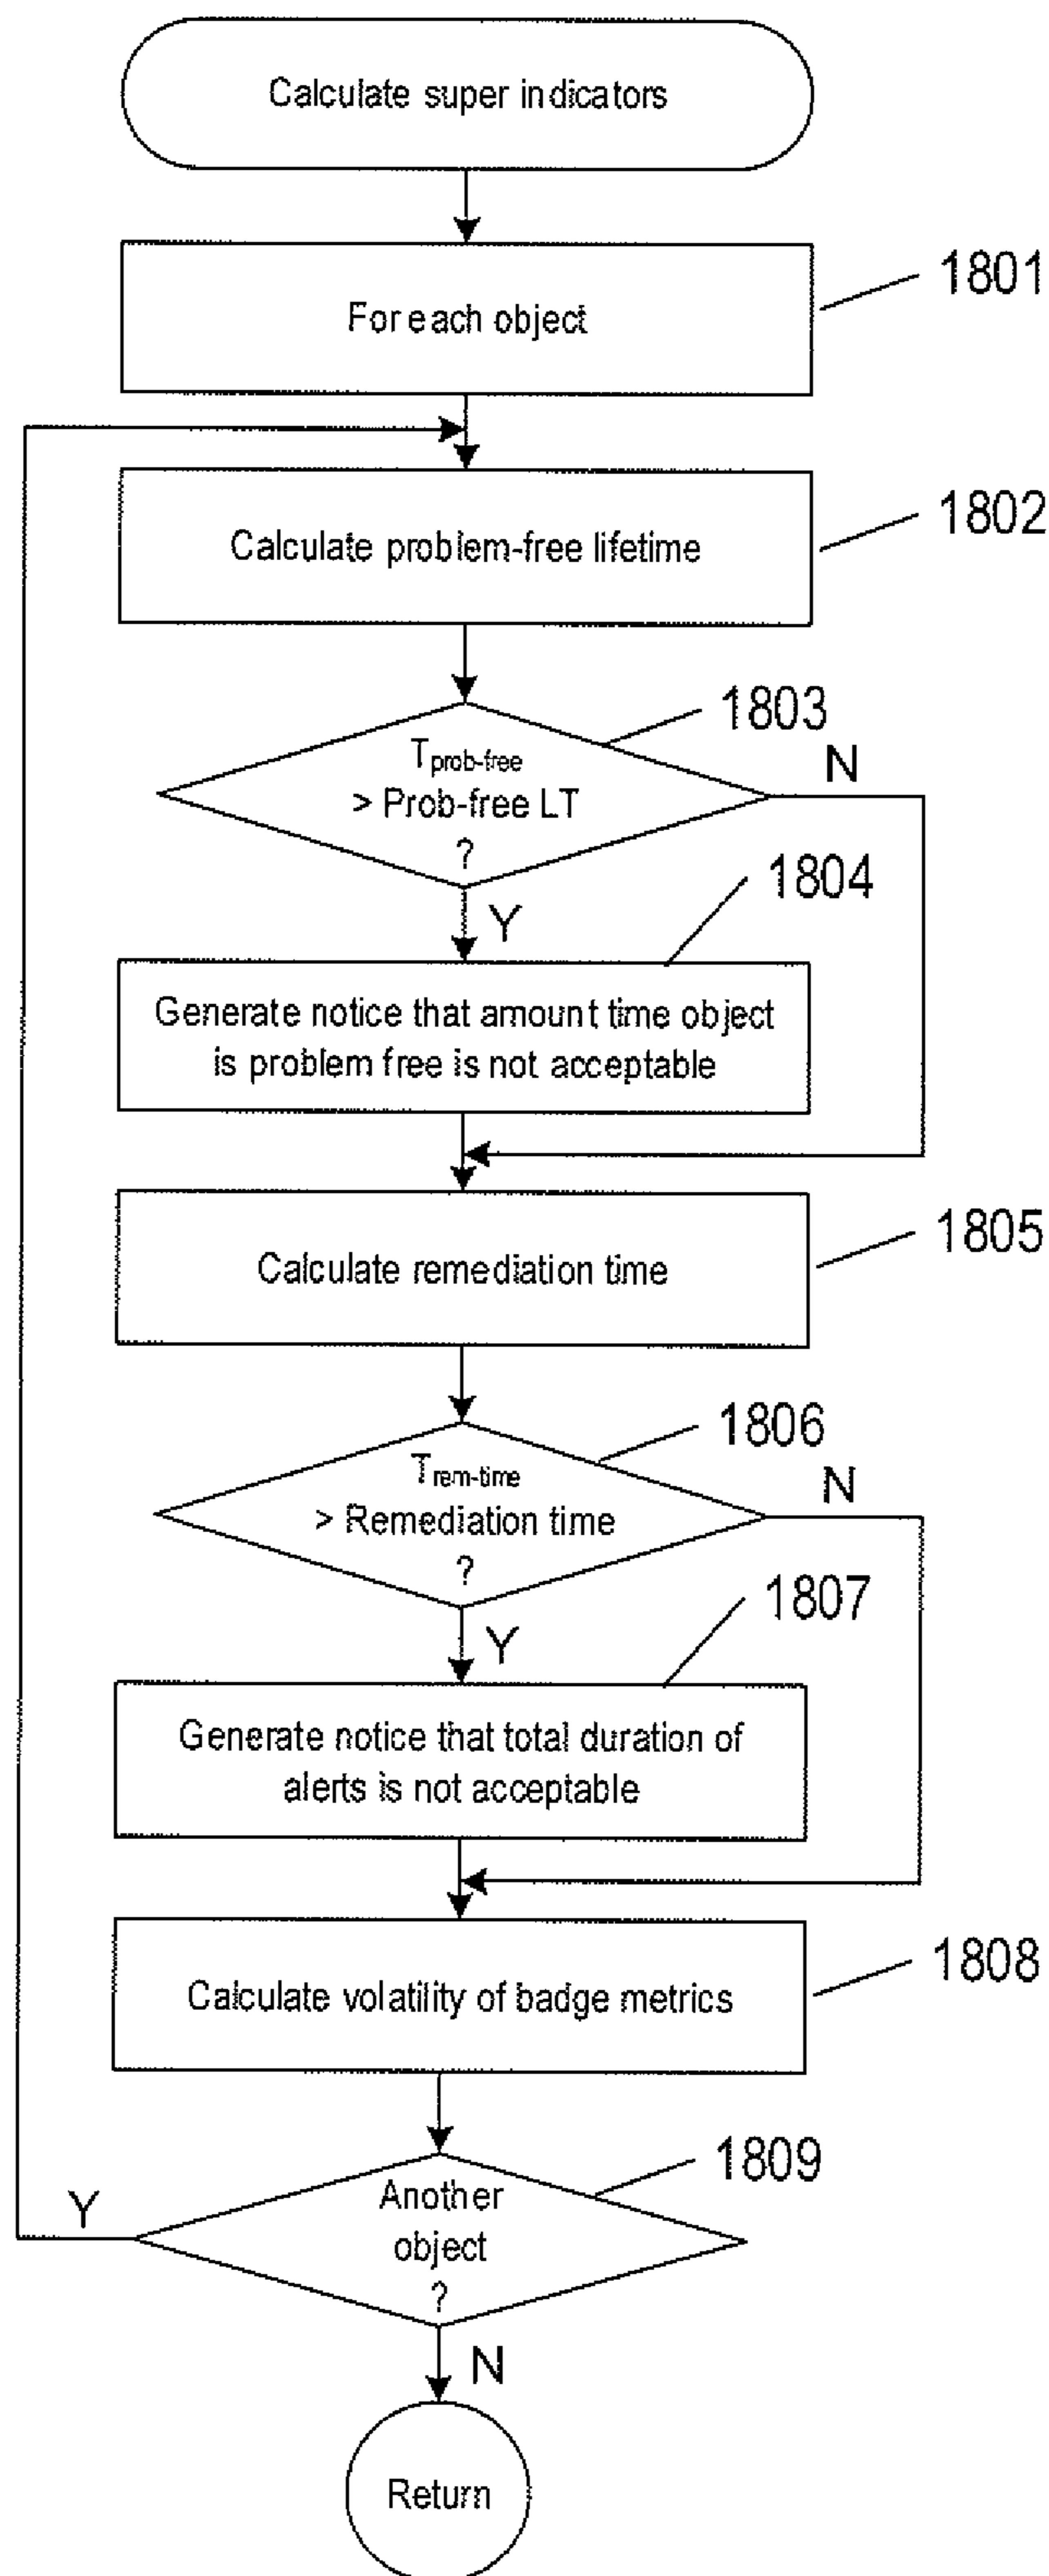 Calculate super indicators
1801
For each object
1802
Calculate problem-free lifetime
1803
T prob-free
N
> Prob-free LT
?
1804
Y
Generate notice that amount time object
is problem free is not acceptable
1805
Calculate remediation time
1806
T rem-time
N
> Remediation time
?
1807
Y
Generate notice that total duration of
alerts is not acceptable
1808
Calculate volatility of badge metrics
1809
Another
Y
object
?
N
Return